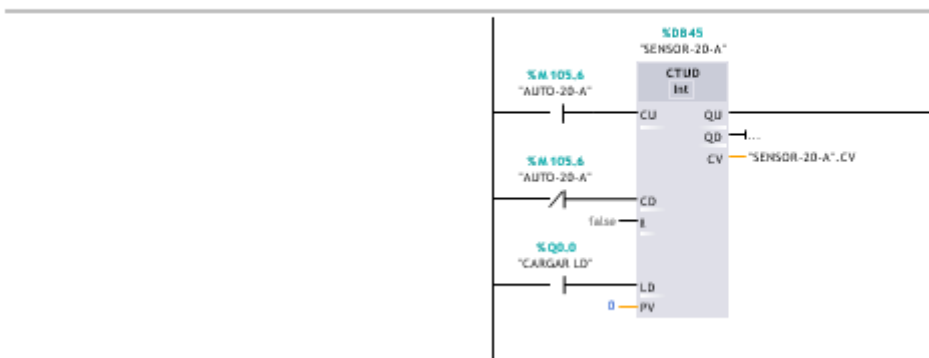 %DB45
"SENSOR-20-A"
%M105.6
"AUTO-20-A"
CTUD
Int
CU
QU
QD
...
CV
"SENSOR-20-A".CV
%M105.6
"AUTO-20-A"
CD
false
R
%Q0.0
"CARGAR LD"
LD
0
PV